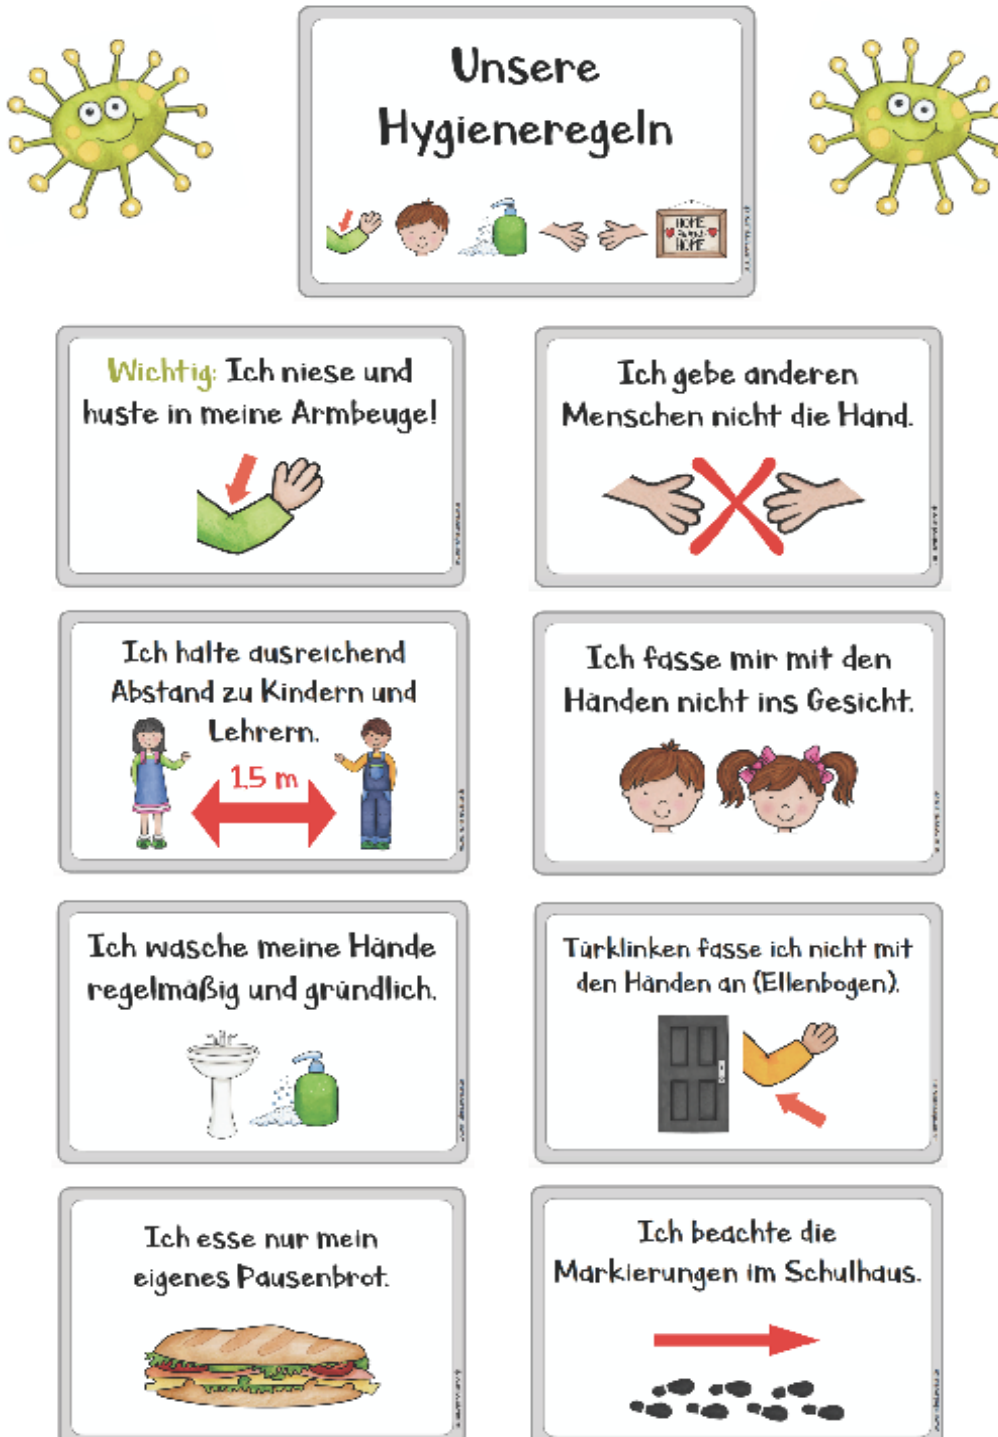 Unsere
Hygieneregeln
HOME
HOME
Wichtig: Ich niese und
huste in meine Armbeuge!
Ich gebe anderen
Menschen nicht die Hand.
Ich halte ausreichend
Abstand zu Kindern und
Lehrern.
1,5 m
Ich fasse mir mit den
Händen nicht ins Gesicht.
Ich wasche meine Hände
regelmäßig und gründlich.
Türklinken fasse ich nicht mit
den Händen an (Ellenbogen).
Ich esse nur mein
eigenes Pausenbrot.
Ich beachte die
Markierungen im Schulhaus.